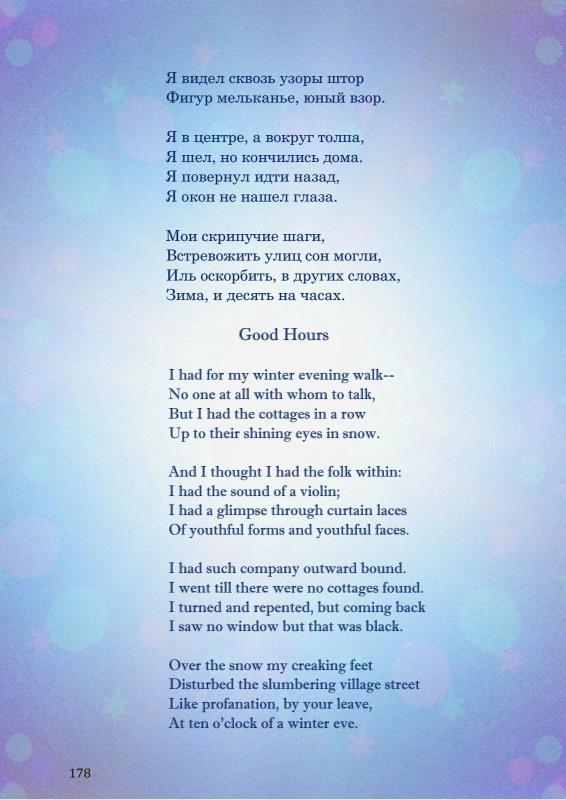 Я видел сквозь узоры штор
Фигур мельканье, юный взор.
Я в центре, а вокруг толпа,
Я шел, но кончились дома.
Я повернул идти назад,
Я окон не нашел глаза.
Мои скрипучие шаги,
Встревожить улиц сон могли,
Иль оскорбить, в других словах,
Зима, и десять на часах.
Good Hours
I had for my winter evening walk--
No one at all with whom to talk,
But I had the cottages in a row
Up to their shining eyes in snow.
And I thought I had the folk within:
I had the sound of a violin;
I had a glimpse through curtain laces
Of youthful forms and youthful faces.
I had such company outward bound.
I went till there were no cottages found.
I turned and repented, but coming back
I saw no window but that was black.
Over the snow my creaking feet
Disturbed the slumbering village street
Like profanation, by your leave,
At ten o’clock of a winter eve.
178